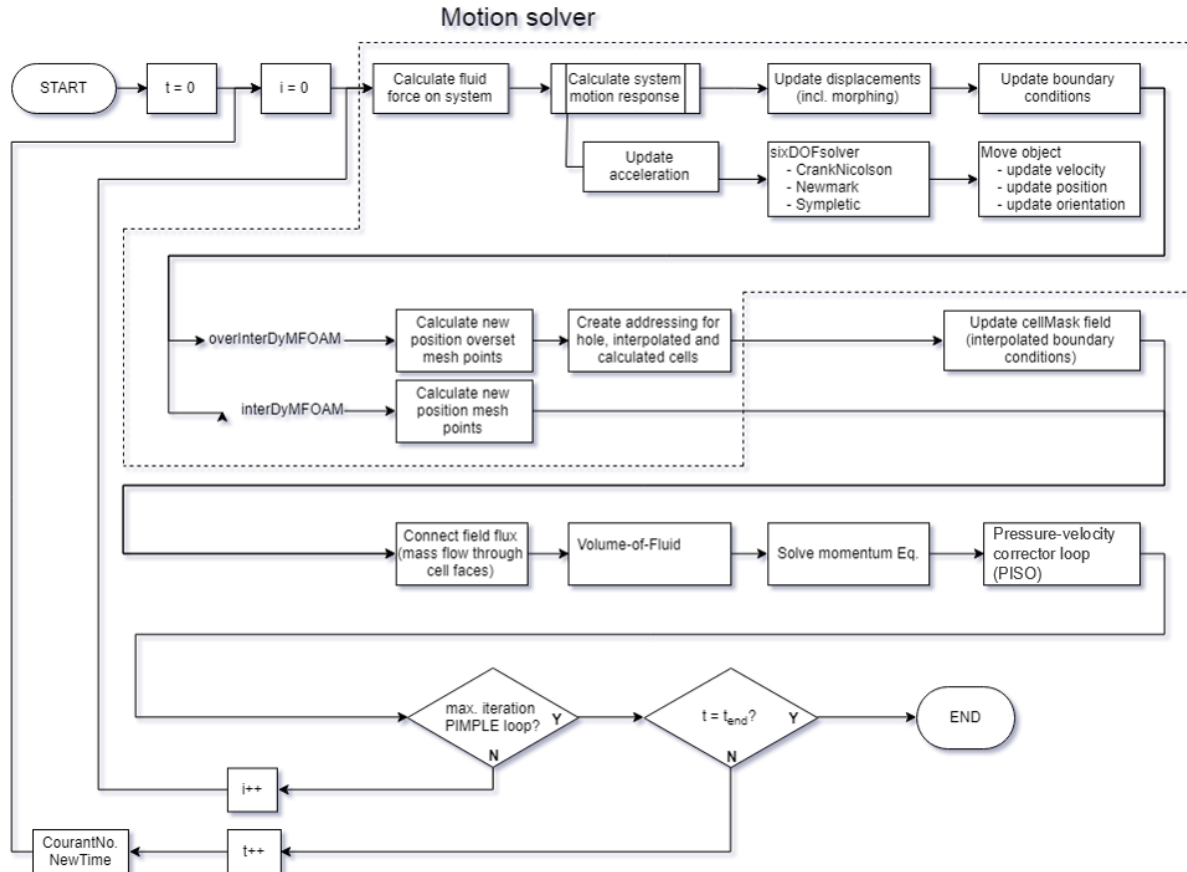 Motion solver
START
t = 0
i = 0
Calculate fluid
force on system
Calculate system
motion response
Update displacements
(incl. morphing)
Update boundary
conditions
Update
acceleration
sixDOFsolver
- CrankNicolson
- Newmark
- Sympletic
Move object
- update velocity
- update position
- update orientation
overInterDyMFOAM
Calculate new
position overset
mesh points
Create addressing for
hole, interpolated and
calculated cells
Update cellMask field
(interpolated boundary
conditions)
interDyMFOAM
Calculate new
position mesh
points
Connect field flux
(mass flow through
cell faces)
Volume-of-Fluid
Solve momentum Eq.
Pressure-velocity
corrector loop
(PISO)
max. iteration
PIMPLE loop?
Y
N
t = tend?
Y
N
END
i++
CourantNo.
NewTime
t++